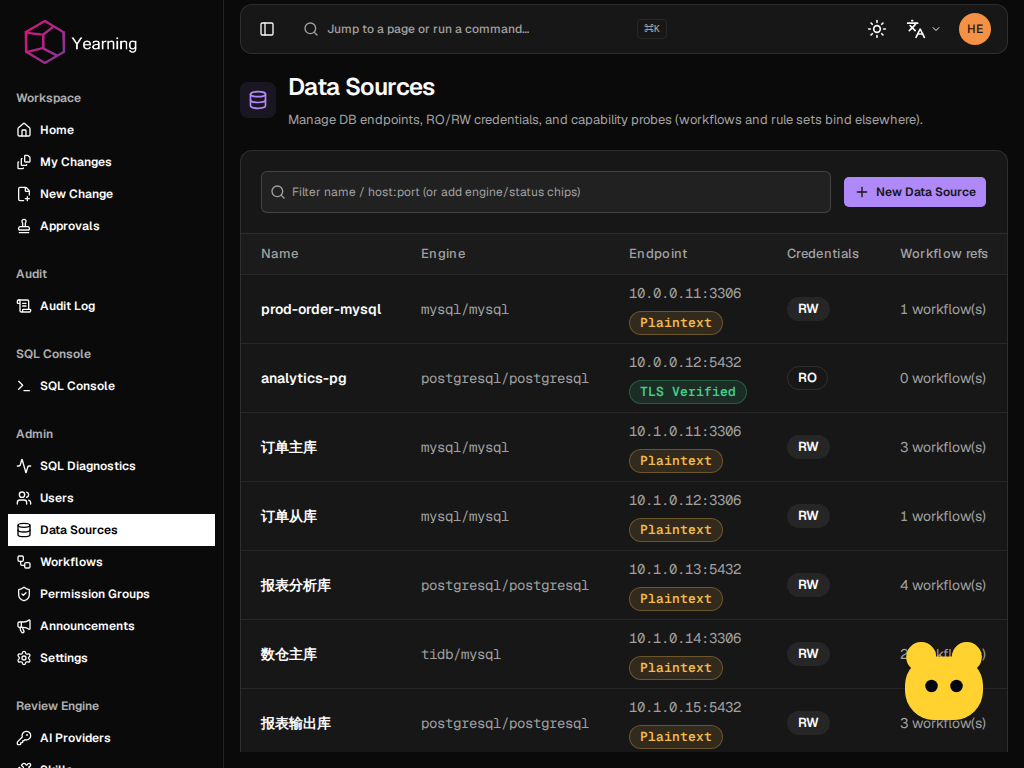 Yearning
Workspace
Home
My Changes
New Change
Approvals
Audit
Audit Log
SQL Console
SQL Console
Admin
SQL Diagnostics
Users
Data Sources
Workflows
Permission Groups
Announcements
Settings
Review Engine
AI Providers
Jump to a page or run a command...
⌘K
HE
Data Sources
Manage DB endpoints, RO/RW credentials, and capability probes (workflows and rule sets bind elsewhere).
Filter name / host:port (or add engine/status chips)
New Data Source
Name Engine Endpoint Credentials Workflow refs
prod-order-mysql mysql/mysql 10.0.0.11:3306 RW 1 workflow(s)
Plaintext
analytics-pg postgresql/postgresql 10.0.0.12:5432 RO 0 workflow(s)
TLS Verified
订单主库 mysql/mysql 10.1.0.11:3306 RW 3 workflow(s)
Plaintext
订单从库 mysql/mysql 10.1.0.12:3306 RW 1 workflow(s)
Plaintext
报表分析库 postgresql/postgresql 10.1.0.13:5432 RW 4 workflow(s)
Plaintext
数仓主库 tidb/mysql 10.1.0.14:3306 RW
Plaintext
报表输出库 postgresql/postgresql 10.1.0.15:5432 RW 3 workflow(s)
Plaintext